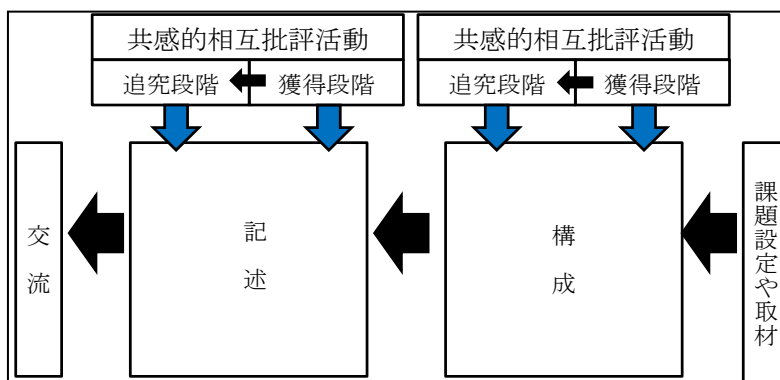 共感的相互批評活動
獲得段階
追究段階
共感的相互批評活動
獲得段階
追究段階
課題設定や取材
構成
記述
交流